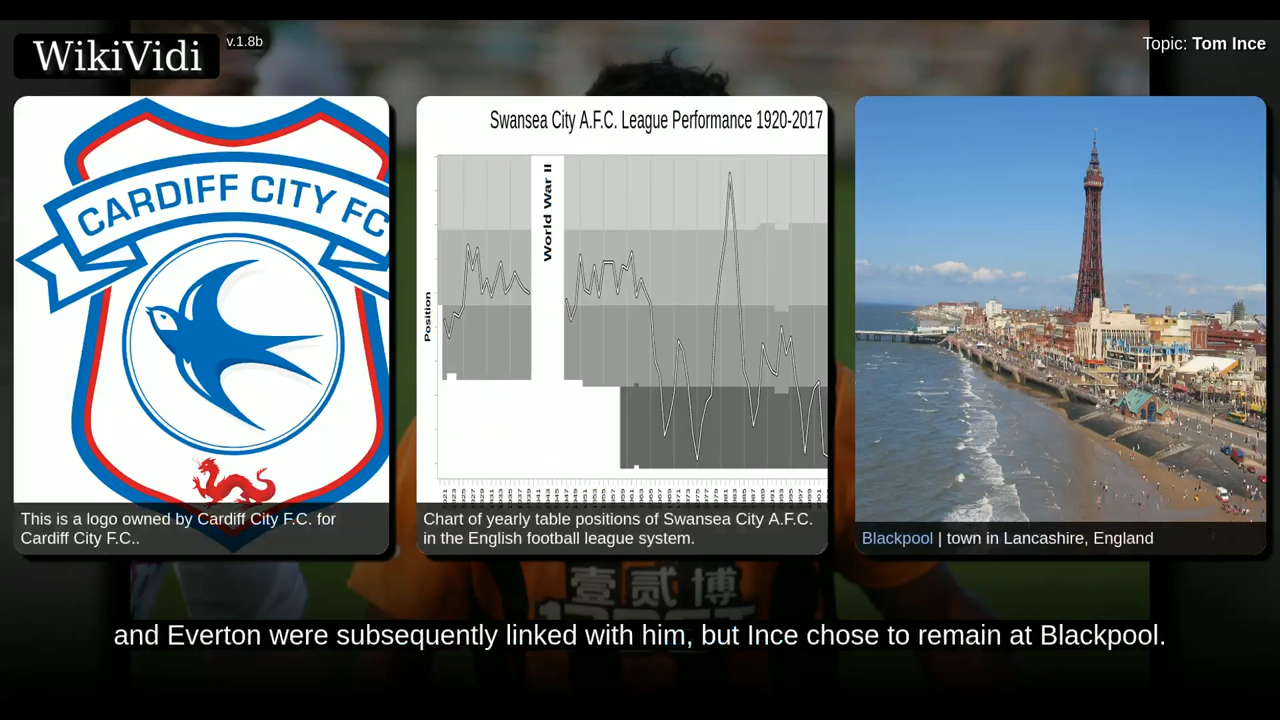 WikiVidi
v.1.8b
Topic: Tom Ince
CARDIFF CITY FC
This is a logo owned by Cardiff City F.C. for
Cardiff City F.C..
Swansea City A.F.C. League Performance 1920-2017
World War II
Position
Chart of yearly table positions of Swansea City A.F.C.
in the English football league system.
Blackpool | town in Lancashire, England
壹贰博
and Everton were subsequently linked with him, but Ince chose to remain at Blackpool.